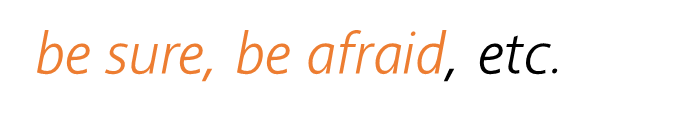 be sure, be afraid, etc.